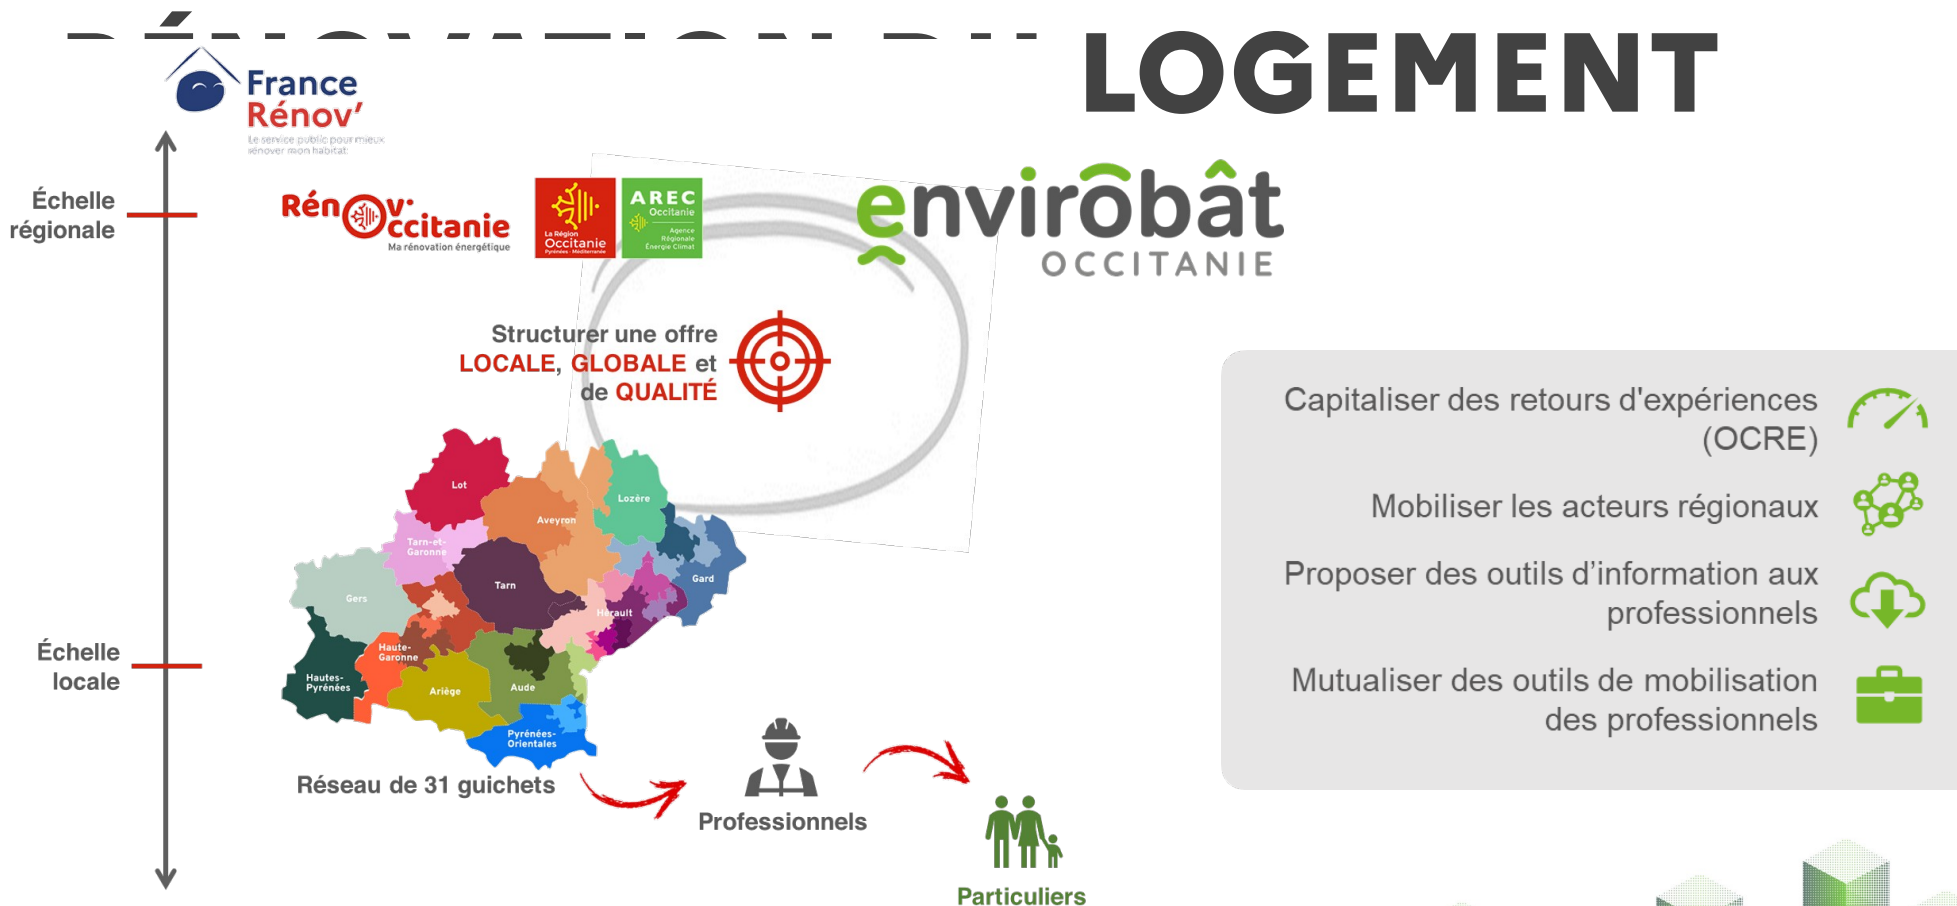 RÉNOVATION DU LOGEMENT
France
Rénov'
Le service public pour mieux
rénover mon habitat
Échelle
régionale
Rénov'Occitanie
Ma rénovation énergétique
La Région
Occitanie
Pyrénées - Méditerranée
AREC
Occitanie
Agence
Régionale
Énergie Climat
envirobât
OCCITANIE
Structurer une offre
LOCALE, GLOBALE et
de QUALITÉ
Capitaliser des retours d'expériences
(OCRE)
Mobiliser les acteurs régionaux
Proposer des outils d’information aux
professionnels
Mutualiser des outils de mobilisation
des professionnels
Lot
Lozère
Aveyron
Tarn-et-
Garonne
Gard
Tarn
Gers
Hérault
Échelle
locale
Haute-
Garonne
Hautes-
Pyrénées
Ariège
Aude
Pyrénées-
Orientales
Réseau de 31 guichets
Professionnels
Particuliers